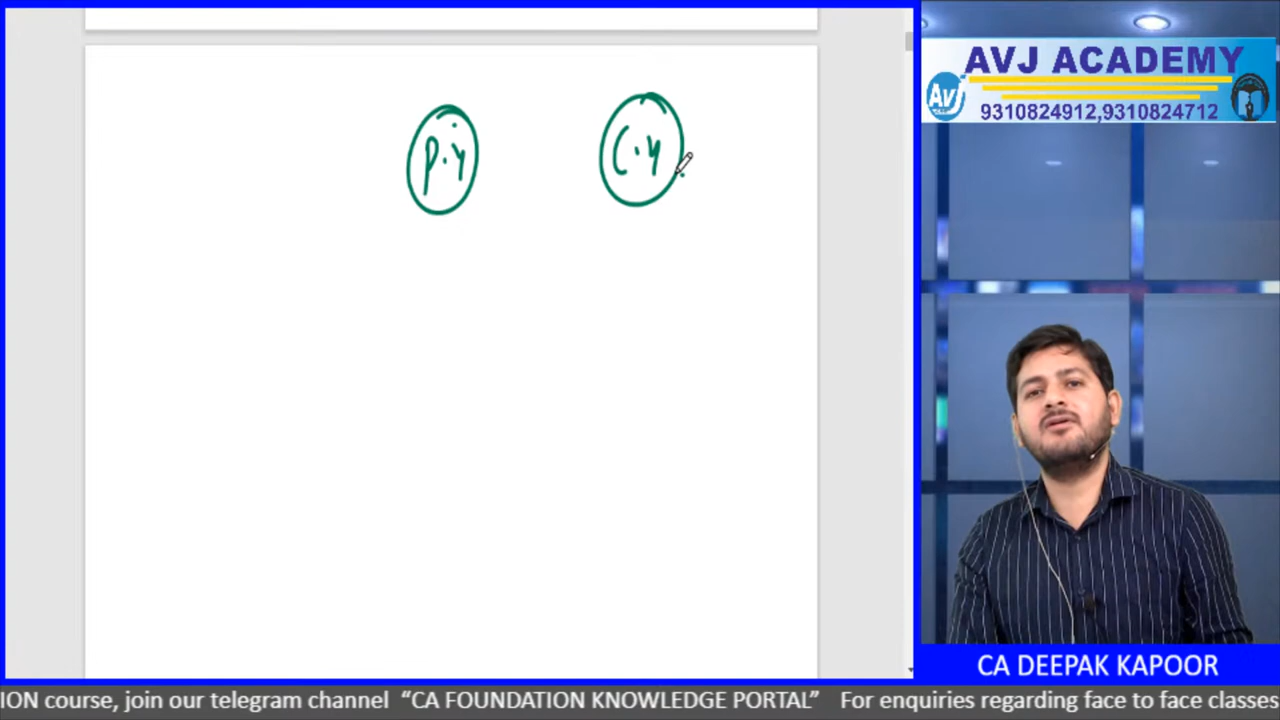 P.y
C.y
AVJ ACADEMY
AVJ
9310824912,9310824712
CA DEEPAK KAPOOR
ION course, join our telegram channel “CA FOUNDATION KNOWLEDGE PORTAL” For enquiries regarding face to face classes